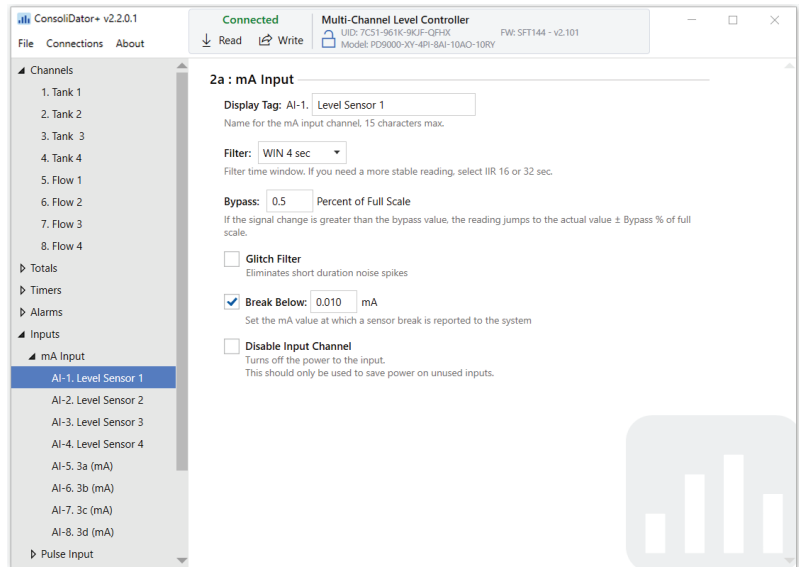 ConsoliDator+ v2.2.0.1
File Connections About
Connected
Read Write
Multi-Channel Level Controller
UID: 7C51-961K-9KJF-QFHX FW: SFT144 - v2.101
Model: PD9000-XY-4PI-8AI-10AO-10RY
Channels
1. Tank 1
2. Tank 2
3. Tank 3
4. Tank 4
5. Flow 1
6. Flow 2
7. Flow 3
8. Flow 4
Totals
Timers
Alarms
Inputs
mA Input
AI-1. Level Sensor 1
AI-2. Level Sensor 2
AI-3. Level Sensor 3
AI-4. Level Sensor 4
AI-5. 3a (mA)
AI-6. 3b (mA)
AI-7. 3c (mA)
AI-8. 3d (mA)
Pulse Input
2a : mA Input
Display Tag: AI-1. Level Sensor 1
Name for the mA input channel, 15 characters max.
Filter: WIN 4 sec
Filter time window. If you need a more stable reading, select IIR 16 or 32 sec.
Bypass: 0.5 Percent of Full Scale
If the signal change is greater than the bypass value, the reading jumps to the actual value ± Bypass % of full
scale.
Glitch Filter
Eliminates short duration noise spikes
Break Below: 0.010 mA
Set the mA value at which a sensor break is reported to the system
Disable Input Channel
Turns off the power to the input.
This should only be used to save power on unused inputs.